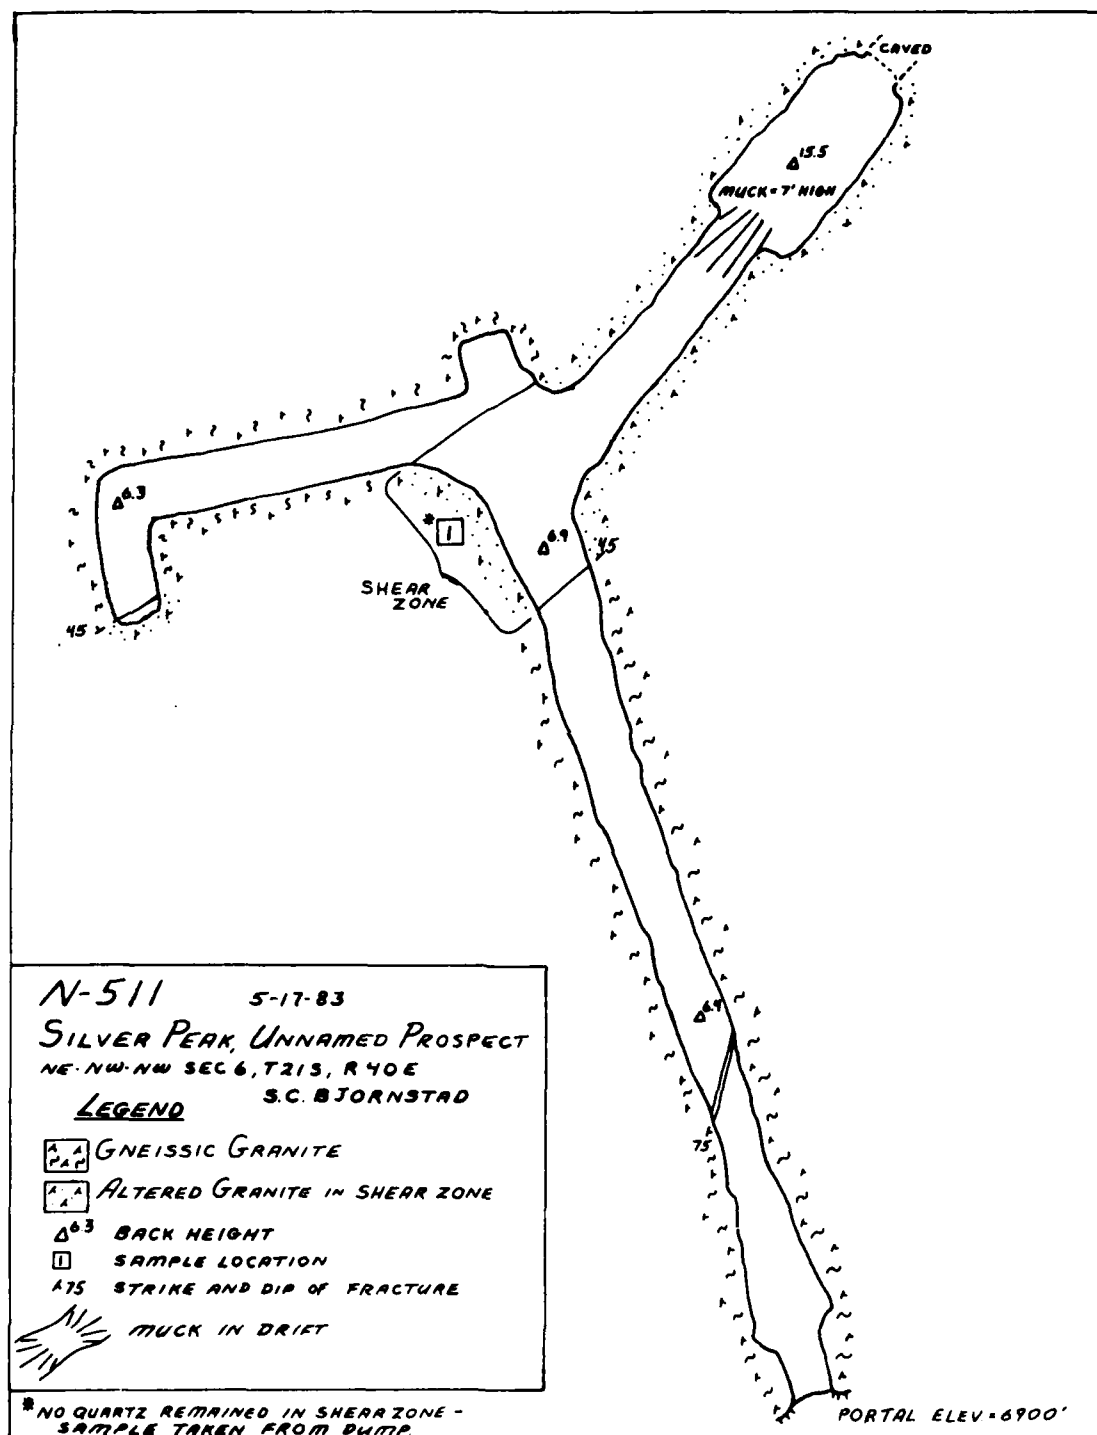 CAVED
△15.5
MUCK = 7' HIGH
△6.3
* 1
△6.9
45
SHEAR
ZONE
45
△6.9
75
N-511 5-17-83
SILVER PEAK, UNNAMED PROSPECT
NE-NW-NW SEC 6, T21S, R40E
S.C. BJORNSTAD
LEGEND
GNEISSIC GRANITE
ALTERED GRANITE IN SHEAR ZONE
△6.3 BACK HEIGHT
1 SAMPLE LOCATION
75 STRIKE AND DIP OF FRACTURE
MUCK IN DRIFT
*NO QUARTZ REMAINED IN SHEAR ZONE -
SAMPLE TAKEN FROM DUMP.
PORTAL ELEV. = 6900'